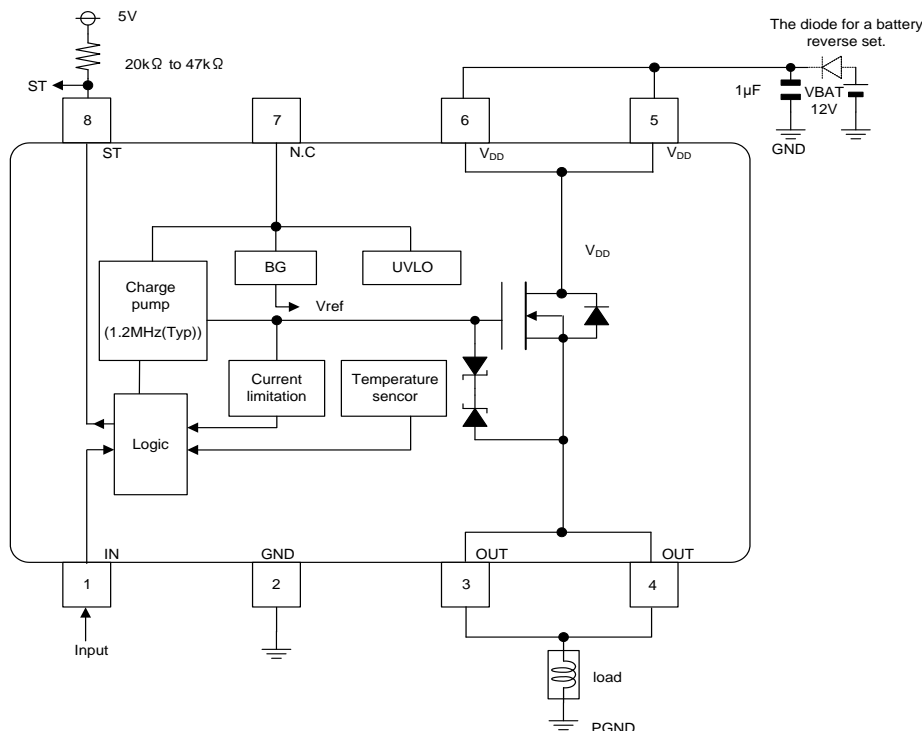 5V
The diode for a battery
reverse set.
20kΩ to 47kΩ
ST
1µF
VBAT
12V
8
7
6
5
ST
N.C
VDD
VDD
GND
VDD
BG
UVLO
Charge
pump
(1.2MHz(Typ))
Vref
Current
limitation
Temperature
sencor
Logic
IN
GND
OUT
OUT
1
2
3
4
Input
load
PGND